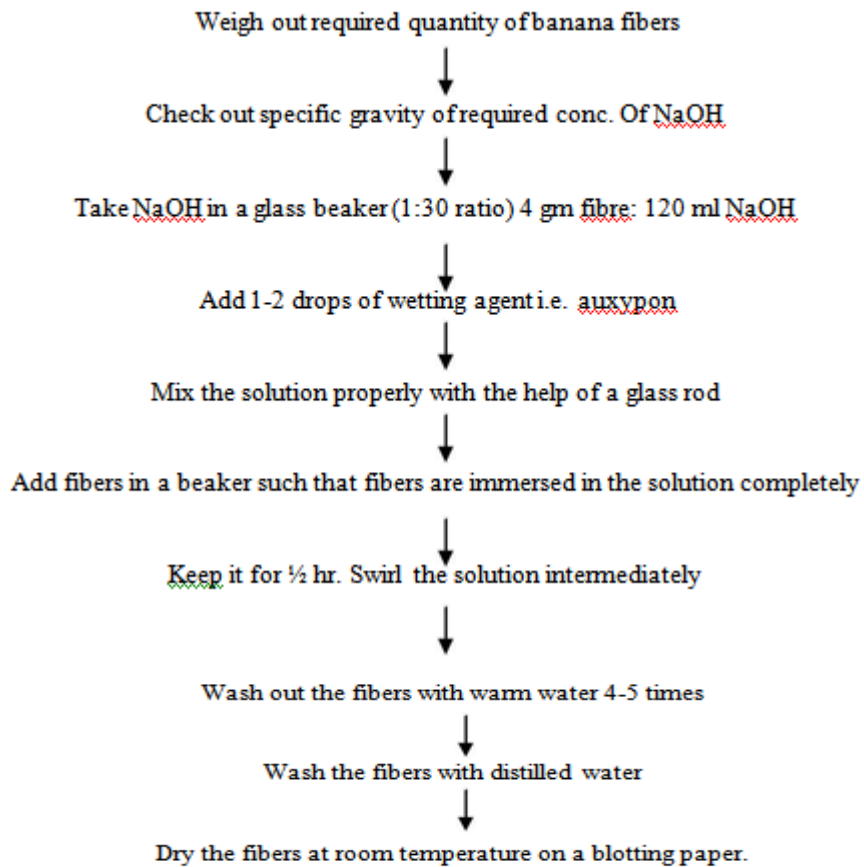 Weigh out required quantity of banana fibers
Check out specific gravity of required conc. Of NaOH
Take NaOH in a glass beaker (1:30 ratio) 4 gm fibre: 120 ml NaOH
Add 1-2 drops of wetting agent i.e. auxypon
Mix the solution properly with the help of a glass rod
Add fibers in a beaker such that fibers are immersed in the solution completely
Keep it for ½ hr. Swirl the solution intermediately
Wash out the fibers with warm water 4-5 times
Wash the fibers with distilled water
Dry the fibers at room temperature on a blotting paper.